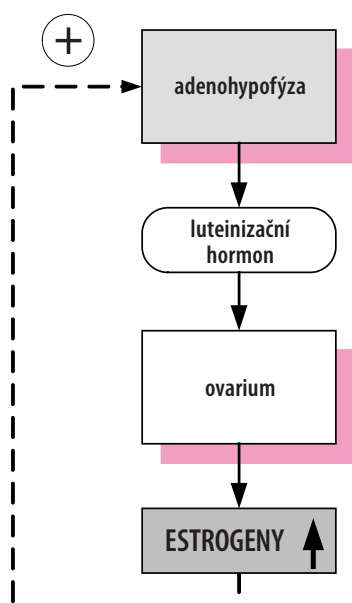 +
adenohypofýza
luteinizační
hormon
ovarium
ESTROGENY